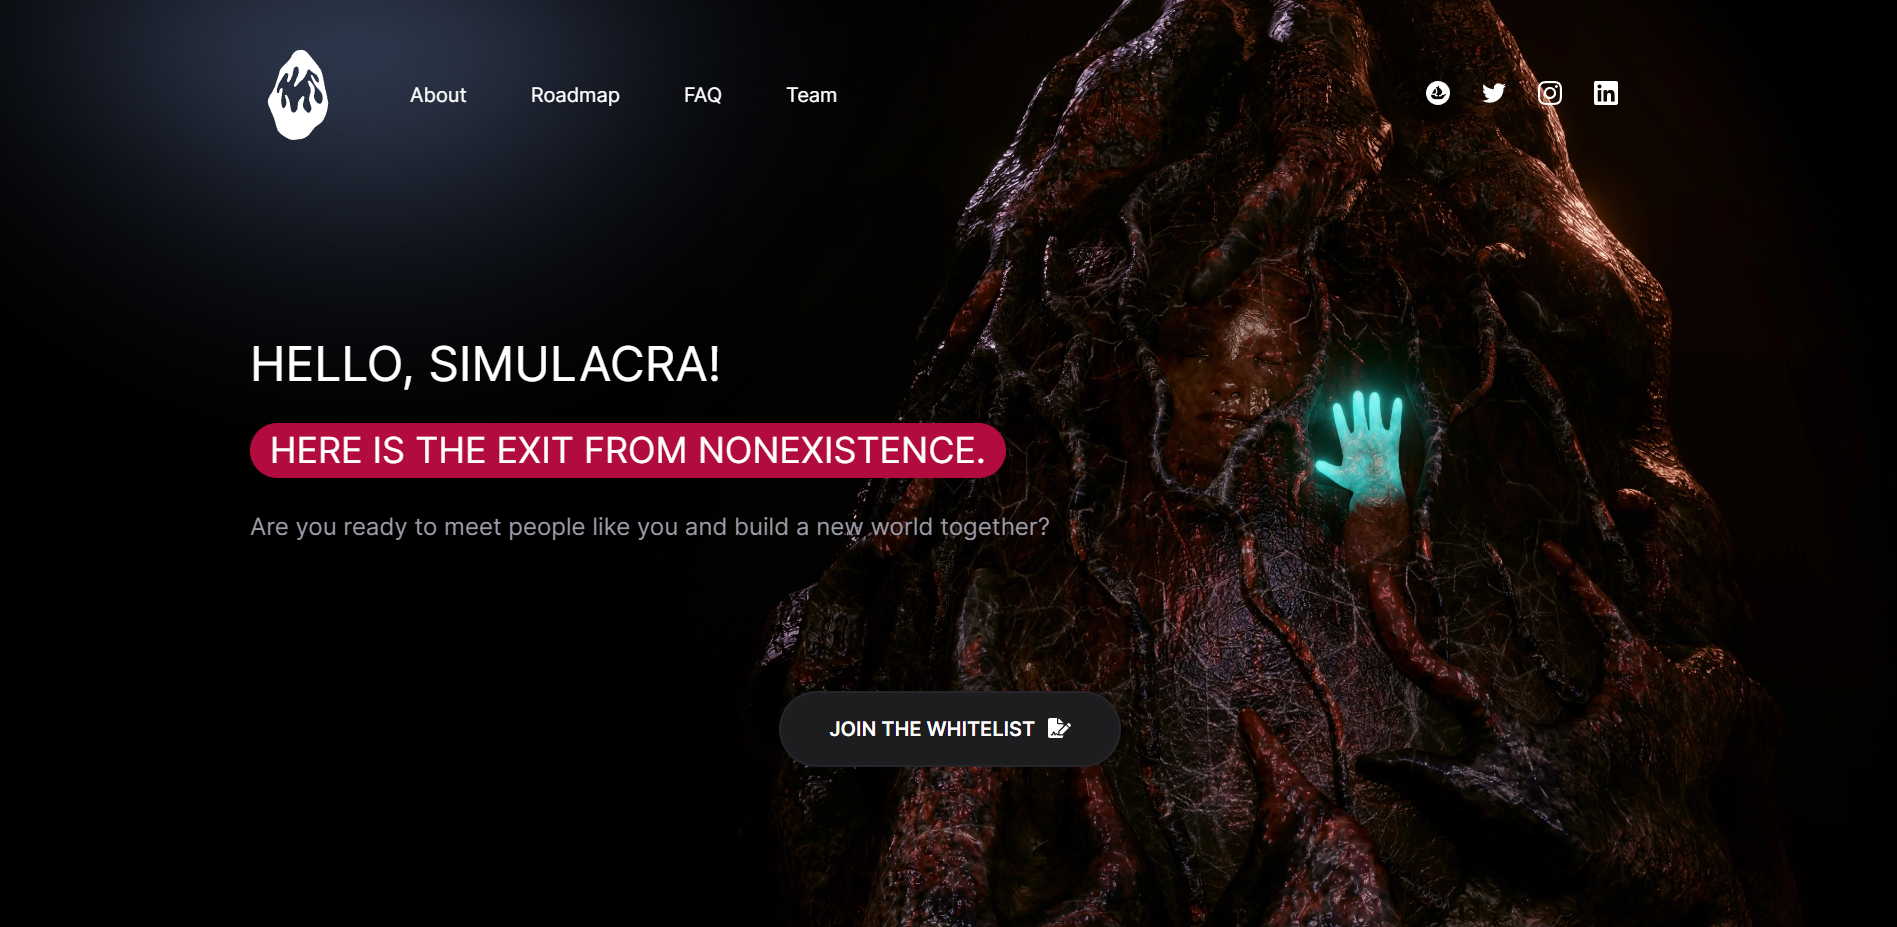 About
Roadmap
FAQ
Team
HELLO, SIMULACRA!
HERE IS THE EXIT FROM NONEXISTENCE.
Are you ready to meet people like you and build a new world together?
JOIN THE WHITELIST